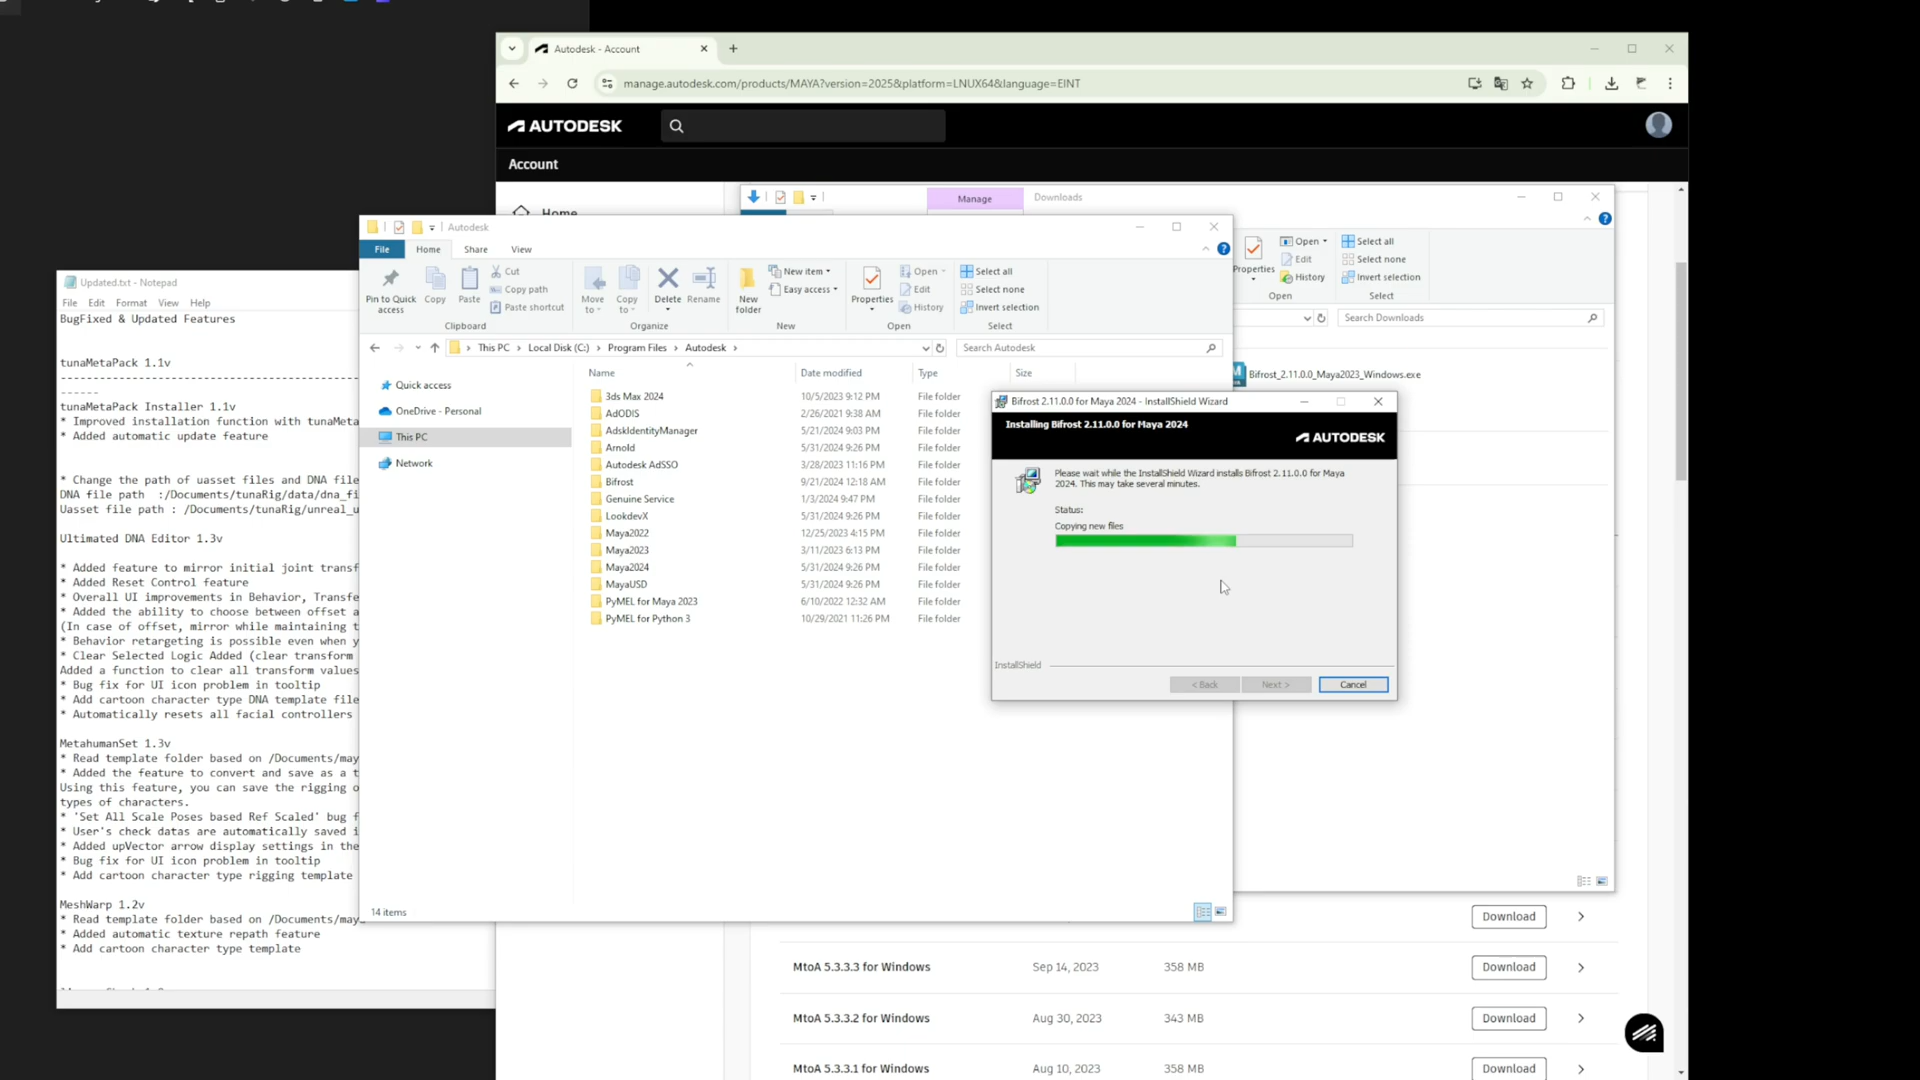 Autodesk - Account
manage.autodesk.com/products/MAYA?version=2025&platform=LNUX64&language=EINT
AUTODESK
Account
Home
Manage
Downloads
Open
Edit
History
Properties
Open
Select all
Select none
Invert selection
Select
Search Downloads
Bifrost_2.11.0.0_Maya2023_Windows.exe
Autodesk
File
Home
Share
View
Pin to Quick
access
Copy
Paste
Cut
Copy path
Paste shortcut
Clipboard
Move
to
Copy
to
Delete
Rename
Organize
New
folder
New item
Easy access
New
Properties
Open
Edit
History
Open
Select all
Select none
Invert selection
Select
This PC
Local Disk (C:)
Program Files
Autodesk
Search Autodesk
Quick access
OneDrive - Personal
This PC
Network
Name Date modified Type Size
3ds Max 2024 10/5/2023 9:12 PM File folder
AdODIS 2/26/2021 9:38 AM File folder
AdskIdentityManager 5/21/2024 9:03 PM File folder
Arnold 5/31/2024 9:26 PM File folder
Autodesk AdSSO 3/28/2023 11:16 PM File folder
Bifrost 9/21/2024 12:18 AM File folder
Genuine Service 1/3/2024 9:47 PM File folder
LookdevX 5/31/2024 9:26 PM File folder
Maya2022 12/25/2023 4:15 PM File folder
Maya2023 3/11/2023 6:13 PM File folder
Maya2024 5/31/2024 9:26 PM File folder
MayaUSD 5/31/2024 9:26 PM File folder
PyMEL for Maya 2023 6/10/2022 12:32 AM File folder
PyMEL for Python 3 10/29/2021 11:26 PM File folder
14 items
Bifrost 2.11.0.0 for Maya 2024 - InstallShield Wizard
Installing Bifrost 2.11.0.0 for Maya 2024
AUTODESK
Please wait while the InstallShield Wizard installs Bifrost 2.11.0.0 for Maya
2024. This may take several minutes.
Status:
Copying new files
InstallShield
< Back
Next >
Cancel
Updated.txt - Notepad
File Edit Format View Help
BugFixed & Updated Features
tunaMetaPack 1.1v
---------------------------------------------
------
tunaMetaPack Installer 1.1v
* Improved installation function with tunaMeta
* Added automatic update feature
* Change the path of uasset files and DNA file
DNA file path :/Documents/tunaRig/data/dna_fi
Uasset file path : /Documents/tunaRig/unreal_u
Ultimated DNA Editor 1.3v
* Added feature to mirror initial joint transf
* Added Reset Control feature
* Overall UI improvements in Behavior, Transfe
* Added the ability to choose between offset a
(In case of offset, mirror while maintaining t
* Behavior retargeting is possible even when y
* Clear Selected Logic Added (clear transform
Added a function to clear all transform values
* Bug fix for UI icon problem in tooltip
* Add cartoon character type DNA template file
* Automatically resets all facial controllers
MetahumanSet 1.3v
* Read template folder based on /Documents/may
* Added the feature to convert and save as a t
Using this feature, you can save the rigging o
types of characters.
* 'Set All Scale Poses based Ref Scaled' bug f
* User's check datas are automatically saved i
* Added upVector arrow display settings in the
* Bug fix for UI icon problem in tooltip
* Add cartoon character type rigging template
MeshWarp 1.2v
* Read template folder based on /Documents/may
* Added automatic texture repath feature
* Add cartoon character type template
Download
MtoA 5.3.3.3 for Windows Sep 14, 2023 358 MB Download
MtoA 5.3.3.2 for Windows Aug 30, 2023 343 MB Download
MtoA 5.3.3.1 for Windows Aug 10, 2023 358 MB Download